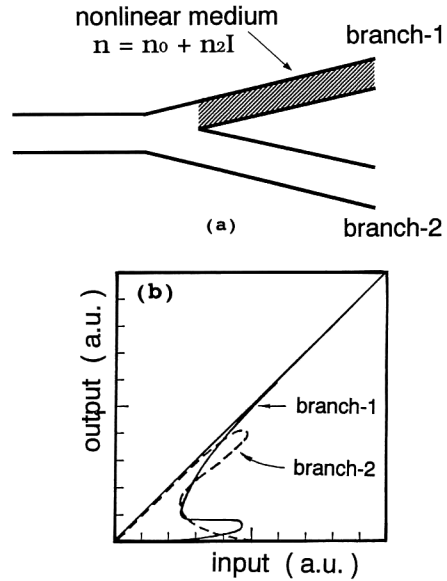 nonlinear medium
n = n₀ + n₂I
branch-1
(a)
branch-2
(b)
output ( a.u. )
branch-1
branch-2
input ( a.u. )